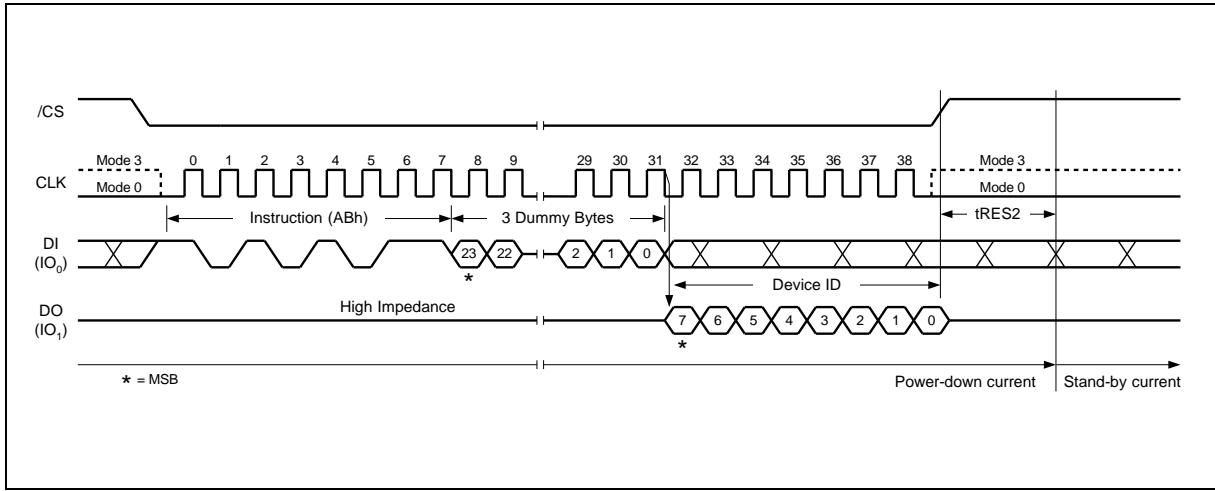 /CS
Mode 3 0 1 2 3 4 5 6 7 8 9 29 30 31 32 33 34 35 36 37 38 Mode 3
CLK Mode 0 Mode 0
Instruction (ABh) 3 Dummy Bytes tRES2
DI
(IO0) 23 22 2 1 0
*
Device ID
High Impedance
DO
(IO1) 7 6 5 4 3 2 1 0
*
* = MSB
Power-down current Stand-by current